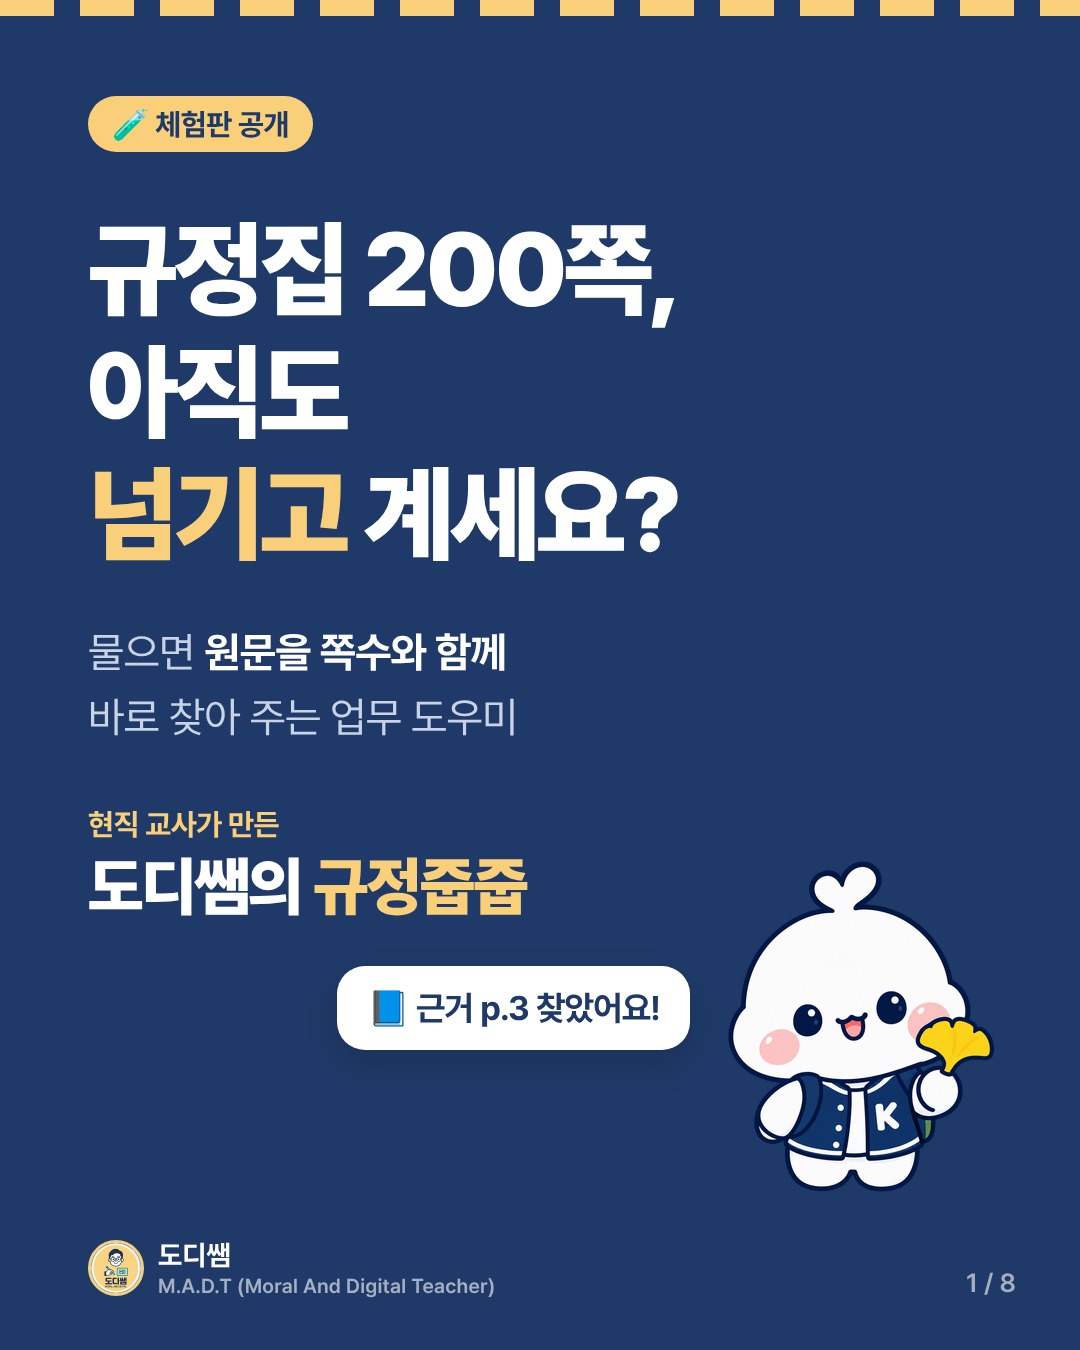 🧪 체험판 공개
규정집 200쪽,
아직도
넘기고 계세요?
물으면 원문을 쪽수와 함께
바로 찾아 주는 업무 도우미
현직 교사가 만든
도디쌤의 규정줍줍
📘 근거 p.3 찾았어요!
K
도디쌤
도디쌤
M.A.D.T (Moral And Digital Teacher)
1 / 8